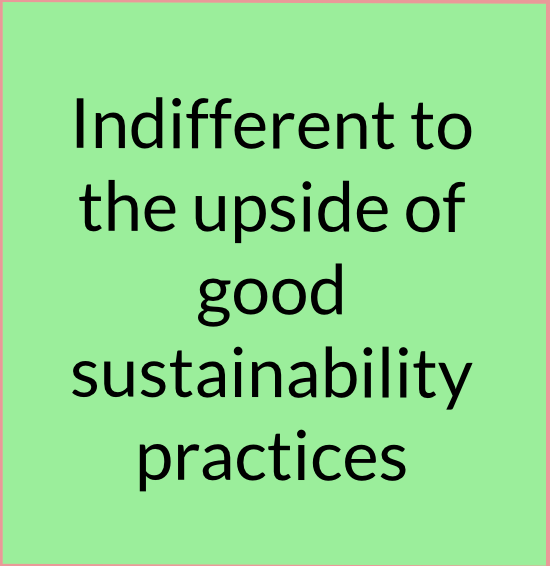 Indifferent to
the upside of
good
sustainability
practices